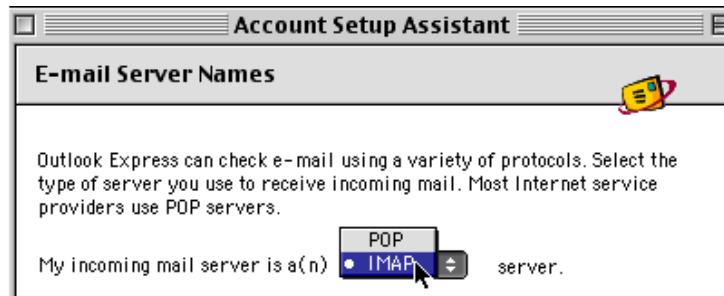 Account Setup Assistant
E-mail Server Names
Outlook Express can check e-mail using a variety of protocols. Select the
type of server you use to receive incoming mail. Most Internet service
providers use POP servers.
POP
My incoming mail server is a(n) • IMAP server.